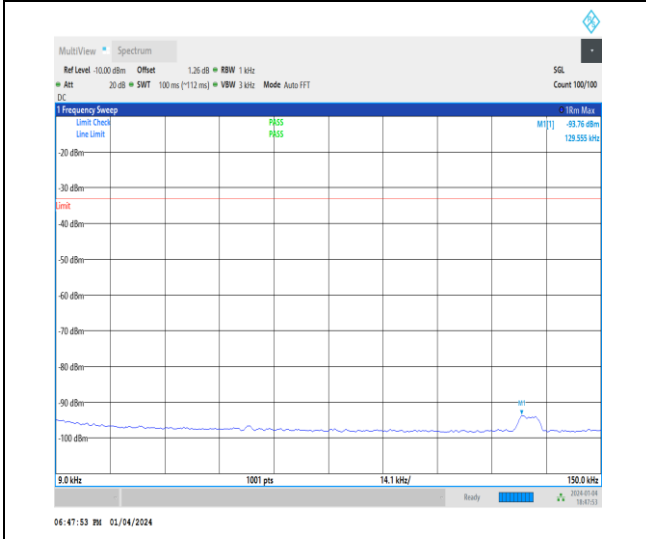 MultiView Spectrum
Ref Level -10.00 dBm Offset 1.26 dB RBW 1 kHz SGL
Att 20 dB SWT 100 ms (~112 ms) VBW 3 kHz Mode Auto FFT Count 100/100
DC
1 Frequency Sweep 1Rm Max
Limit Check PASS M1[1] -93.76 dBm
Line Limit PASS 129.555 kHz
-20 dBm
-30 dBm
Limit
-40 dBm
-50 dBm
-60 dBm
-70 dBm
-80 dBm
-90 dBm
M1
-100 dBm
9.0 kHz 1001 pts 14.1 kHz/ 150.0 kHz
Ready 2024-01-04
18:47:53
06:47:53 PM 01/04/2024